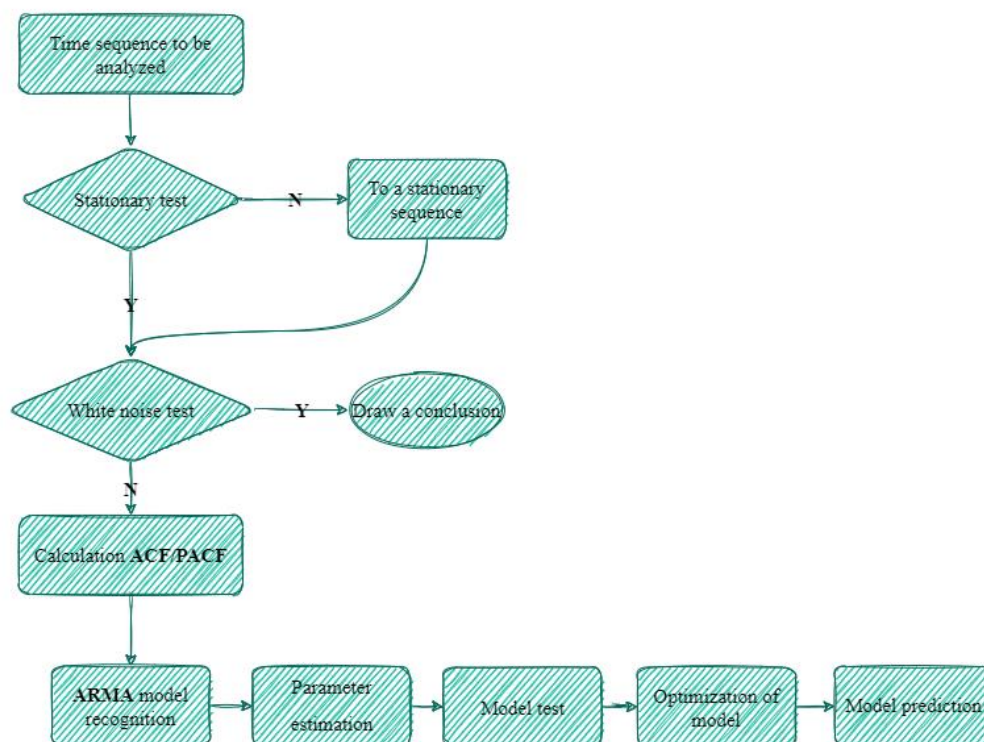 Time sequence to be
analyzed
Stationary test
N
To a stationary
sequence
Y
White noise test
Y
Draw a conclusion
N
Calculation ACF/PACF
ARMA model
recognition
Parameter
estimation
Model test
Optimization of
model
Model prediction